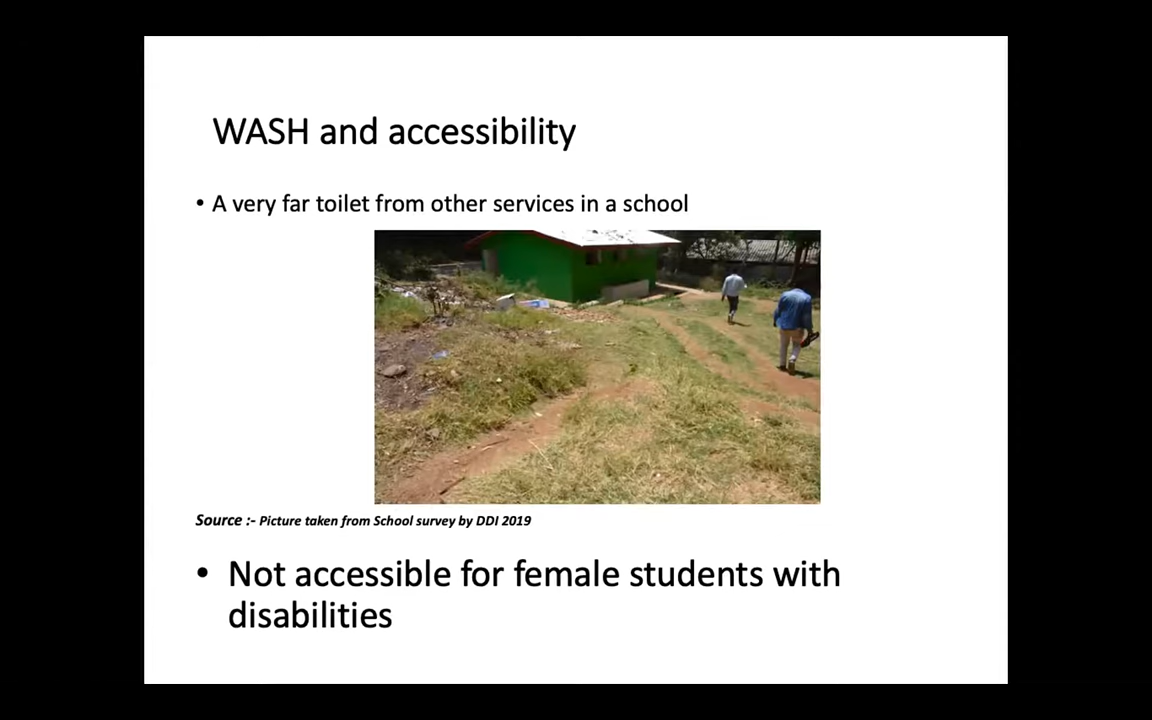 WASH and accessibility
• A very far toilet from other services in a school
Source :- Picture taken from School survey by DDI 2019
• Not accessible for female students with
disabilities